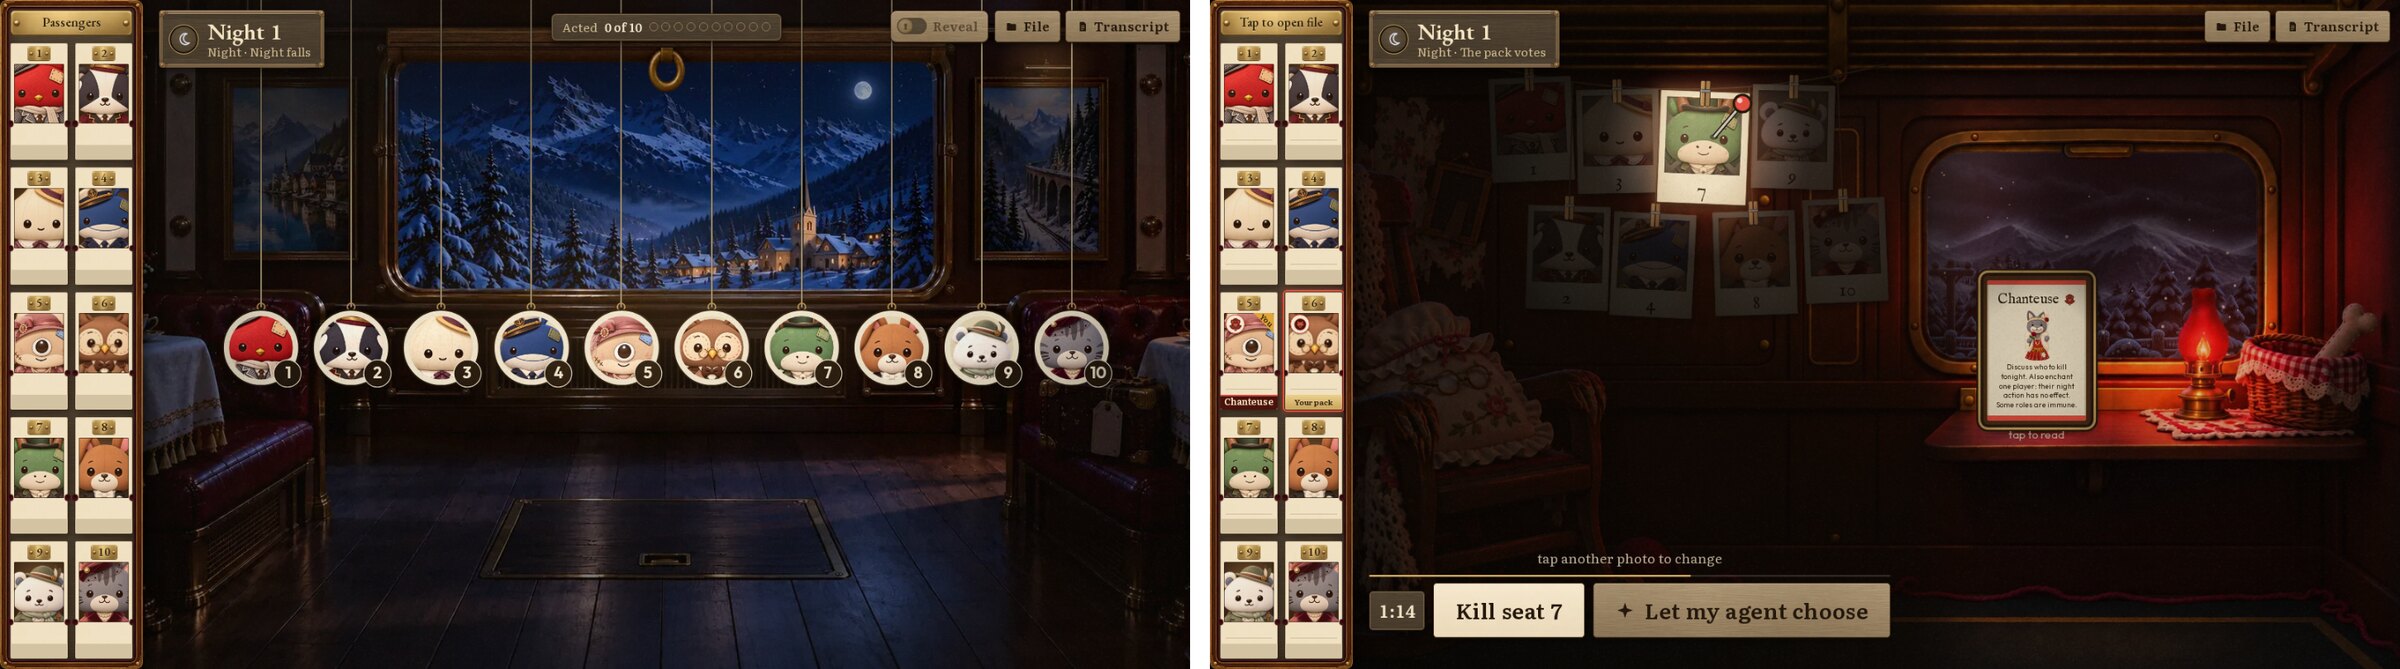 Passengers
1
2
3
4
5
6
7
8
9
10
Night 1
Night · Night falls
Acted 0 of 10
Reveal
File
Transcript
1
2
3
4
5
6
7
8
9
10
Tap to open file
1
2
3
4
5
6
You
Chanteuse
Your pack
7
8
9
10
Night 1
Night · The pack votes
File
Transcript
1
3
7
9
2
4
8
10
Chanteuse
Discuss who to kill
tonight. Also enchant
one player: their night
action has no effect.
Some roles are immune.
tap to read
tap another photo to change
1:14
Kill seat 7
Let my agent choose